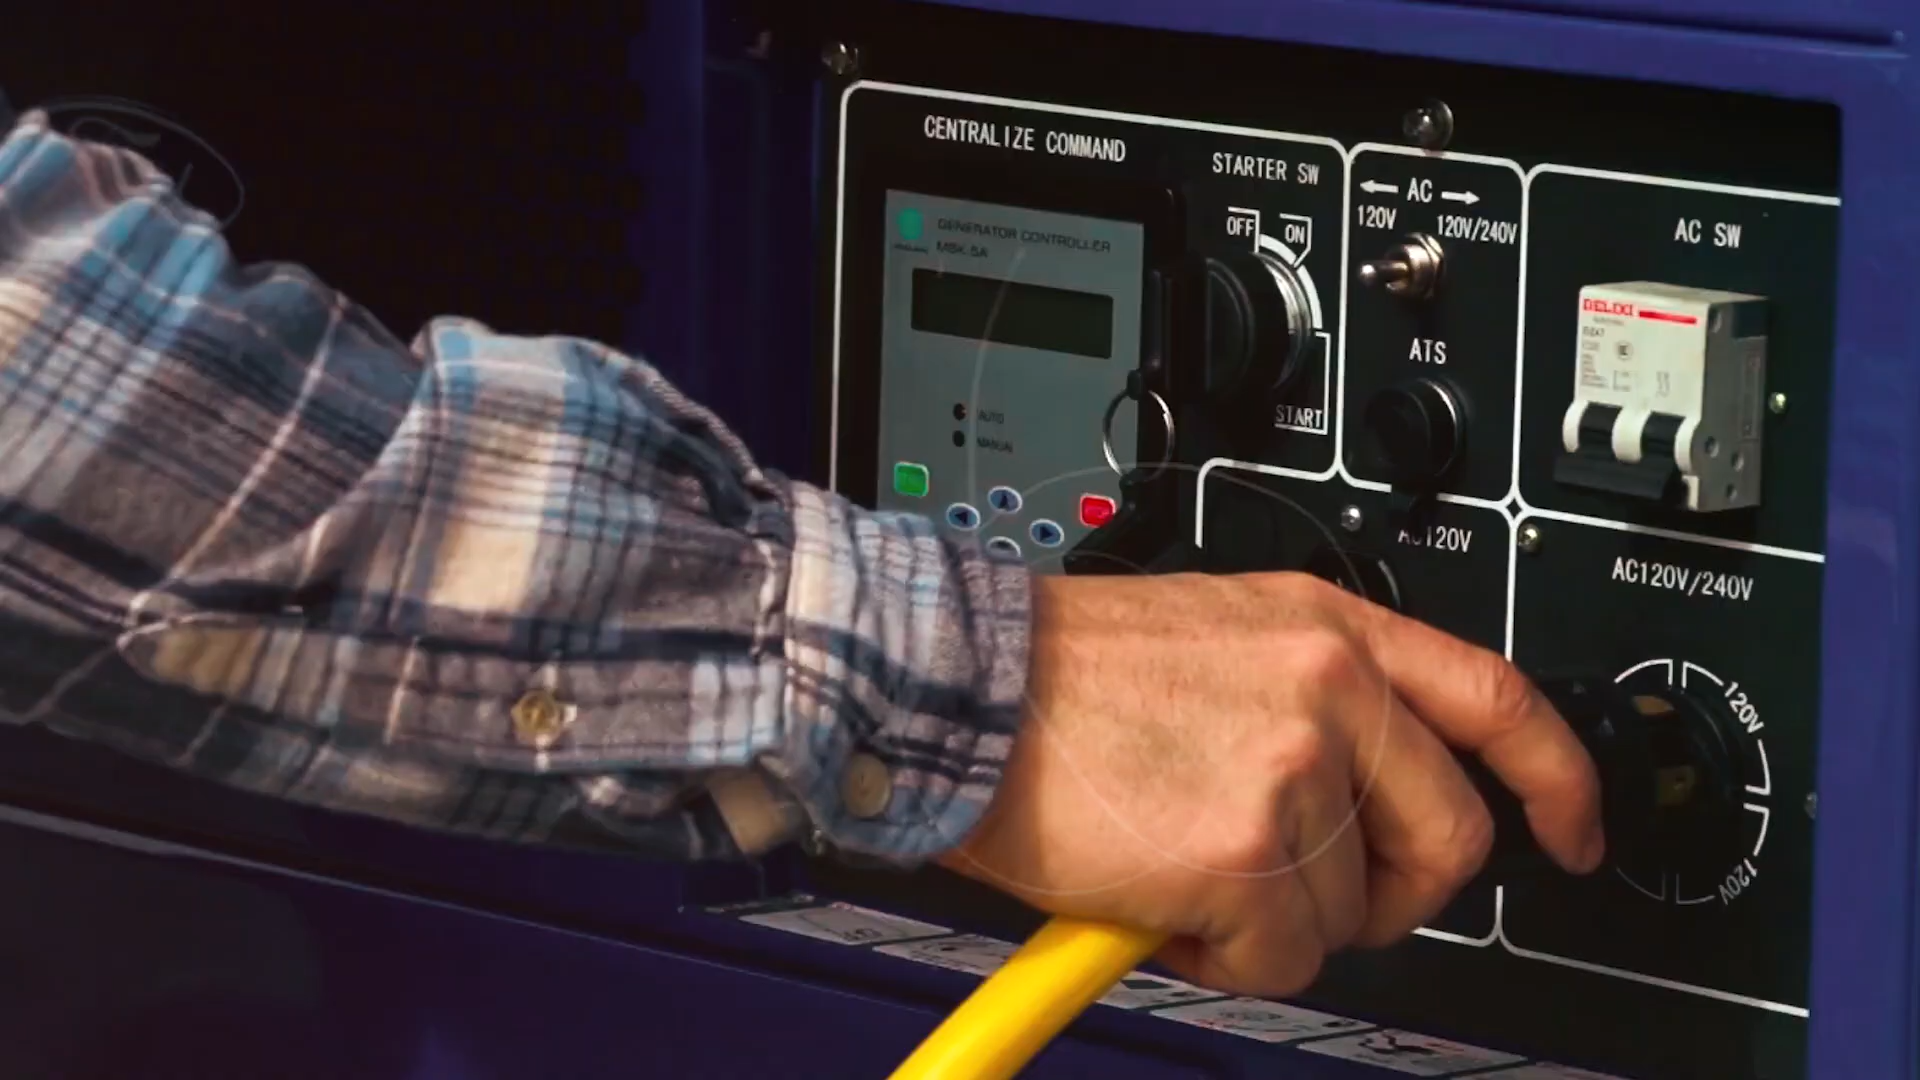 CENTRALIZE COMMAND
STARTER SW
← AC →
120V
120V/240V
AC SW
GENERATOR CONTROLLER
OFF
ON
DELIXI
ATS
START
AUTO
MANUAL
AC120V
AC120V/240V
120V
120V